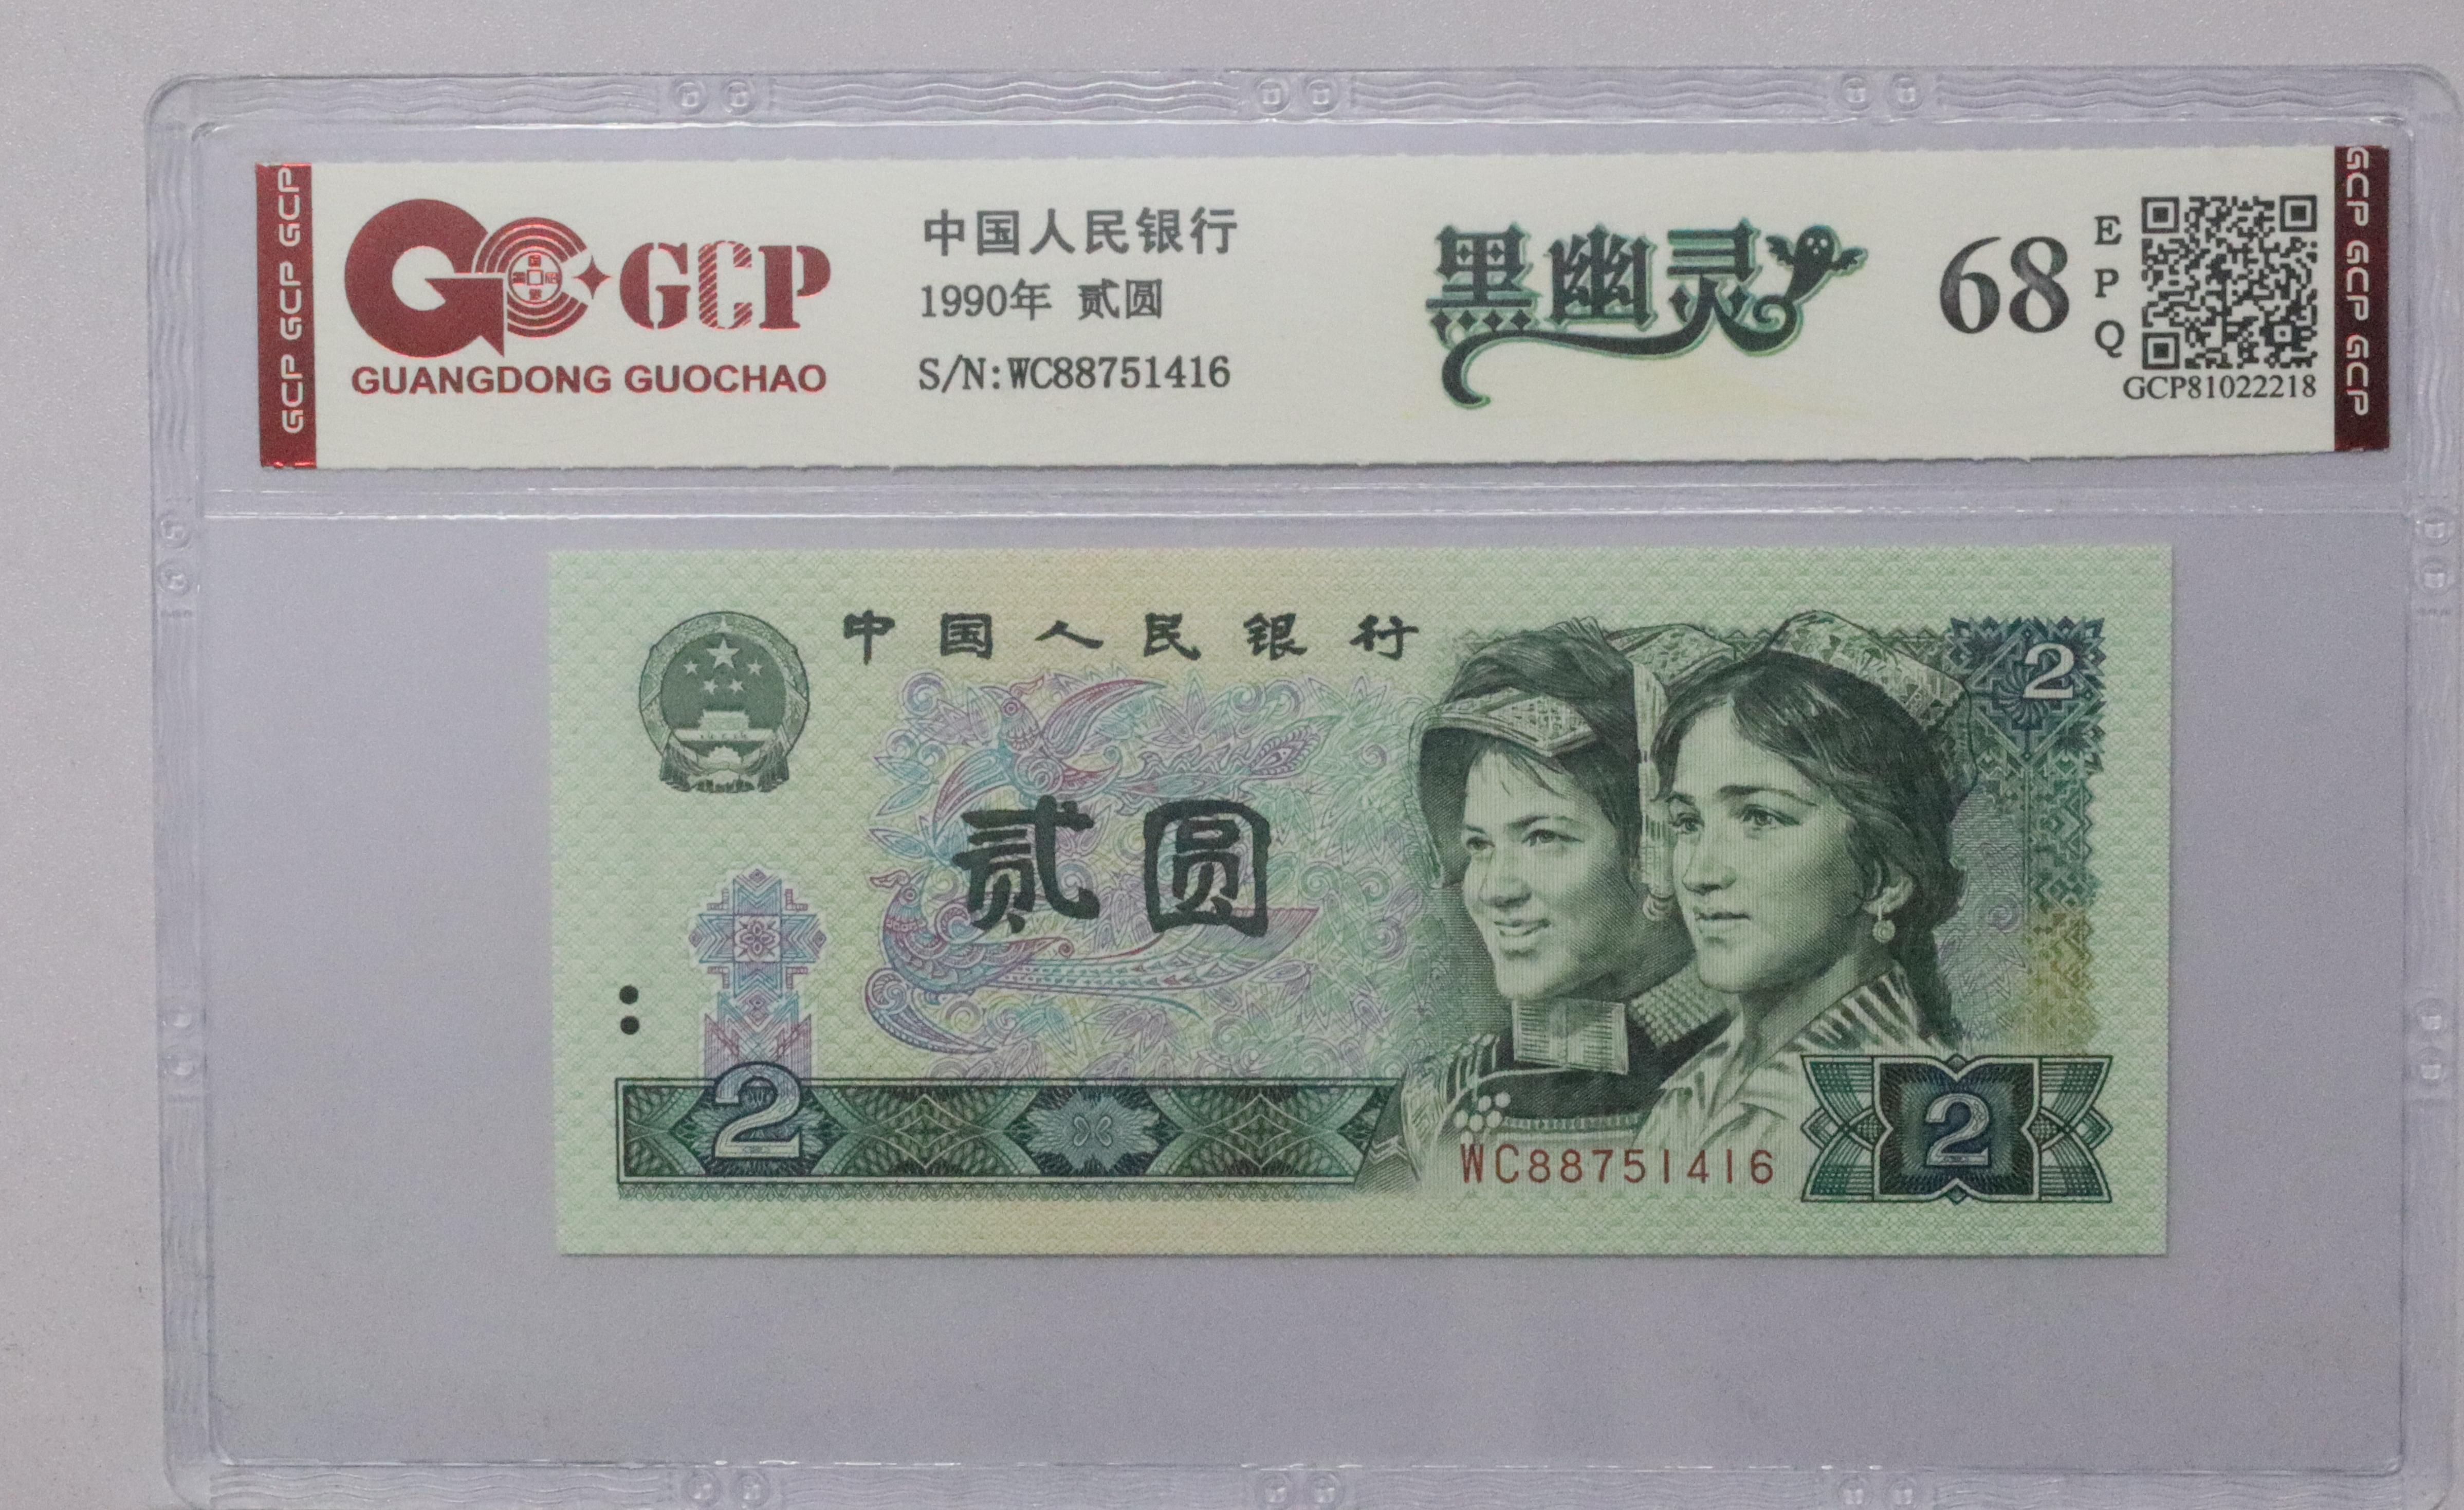 GCP GCP GCP
GCP
GUANGDONG GUOCHAO
中国人民银行
1990年 贰圆
S/N:WC88751416
黑幽灵
68
E
P
Q
GCP81022218
GCP GCP GCP
中国人民银行
2
贰圆
2
WC88751416
2